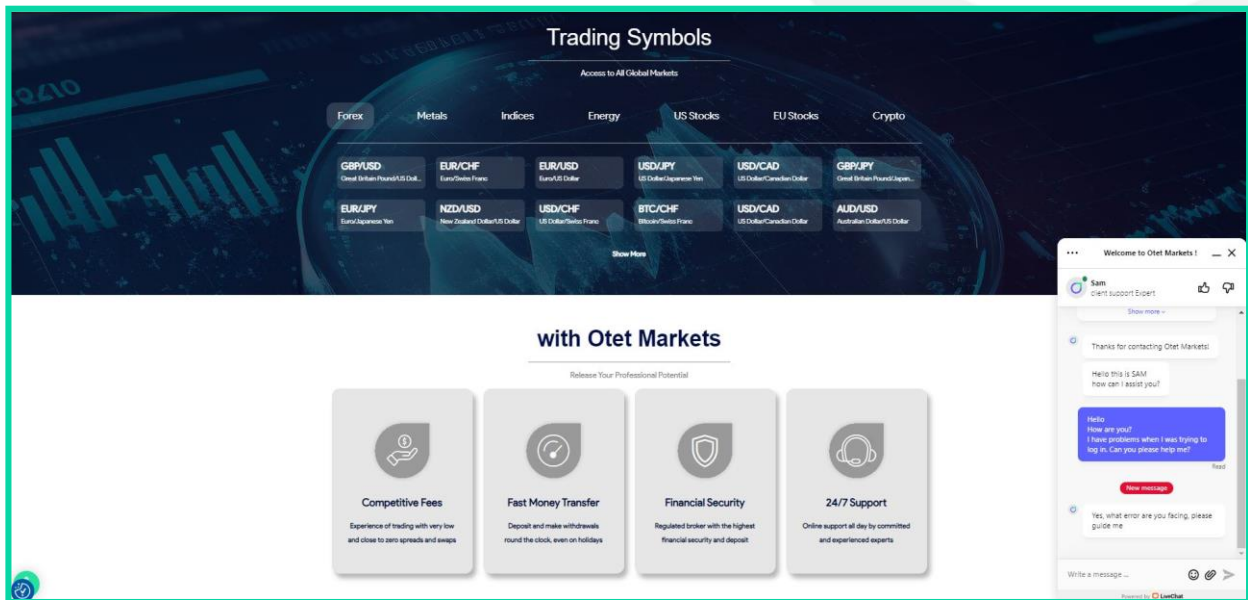 Trading Symbols
Access to All Global Markets
Forex Metals Indices Energy US Stocks EU Stocks Crypto
GBP/USD EUR/CHF EUR/USD USD/JPY USD/CAD GBP/JPY
Great Britain Pound/US Doll... Euro/Swiss Franc Euro/US Dollar US Dollar/Japanese Yen US Dollar/Canadian Dollar Great Britain Pound/Japan...
EUR/JPY NZD/USD USD/CHF BTC/CHF USD/CAD AUD/USD
Euro/Japanese Yen New Zealand Dollar/US Dollar US Dollar/Swiss Franc Bitcoin/Swiss Franc US Dollar/Canadian Dollar Australian Dollar/US Dollar
Show More
with Otet Markets
Release Your Professional Potential
Competitive Fees
Experience of trading with very low
and close to zero spreads and swaps
Fast Money Transfer
Deposit and make withdrawals
round the clock, even on holidays
Financial Security
Regulated broker with the highest
financial security and deposit
24/7 Support
Online support all day by committed
and experienced experts
Welcome to Otet Markets !
Sam
client support Expert
Show more
Thanks for contacting Otet Markets!
Hello this is SAM
how can I assist you?
Hello
How are you?
I have problems when I was trying to
log in. Can you please help me?
Read
New message
Yes, what error are you facing, please
guide me
Write a message ...
Powered by LiveChat